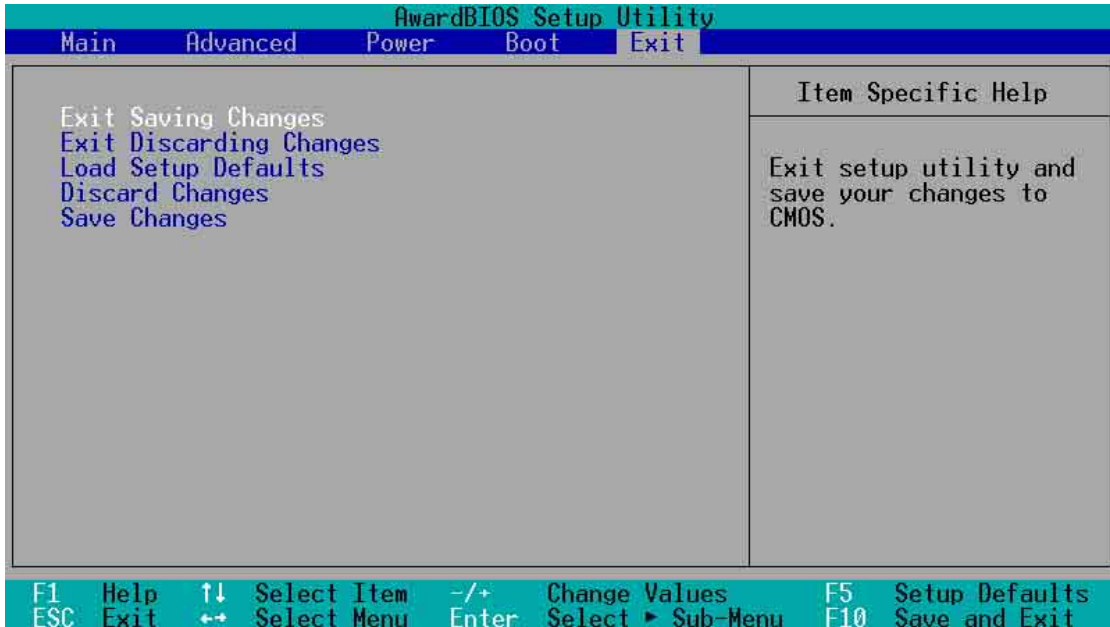 AwardBIOS Setup Utility
Main Advanced Power Boot Exit
Exit Saving Changes
Exit Discarding Changes
Load Setup Defaults
Discard Changes
Save Changes
Item Specific Help
Exit setup utility and
save your changes to
CMOS.
F1 Help ↑↓ Select Item -/+ Change Values F5 Setup Defaults
ESC Exit ←→ Select Menu Enter Select ► Sub-Menu F10 Save and Exit